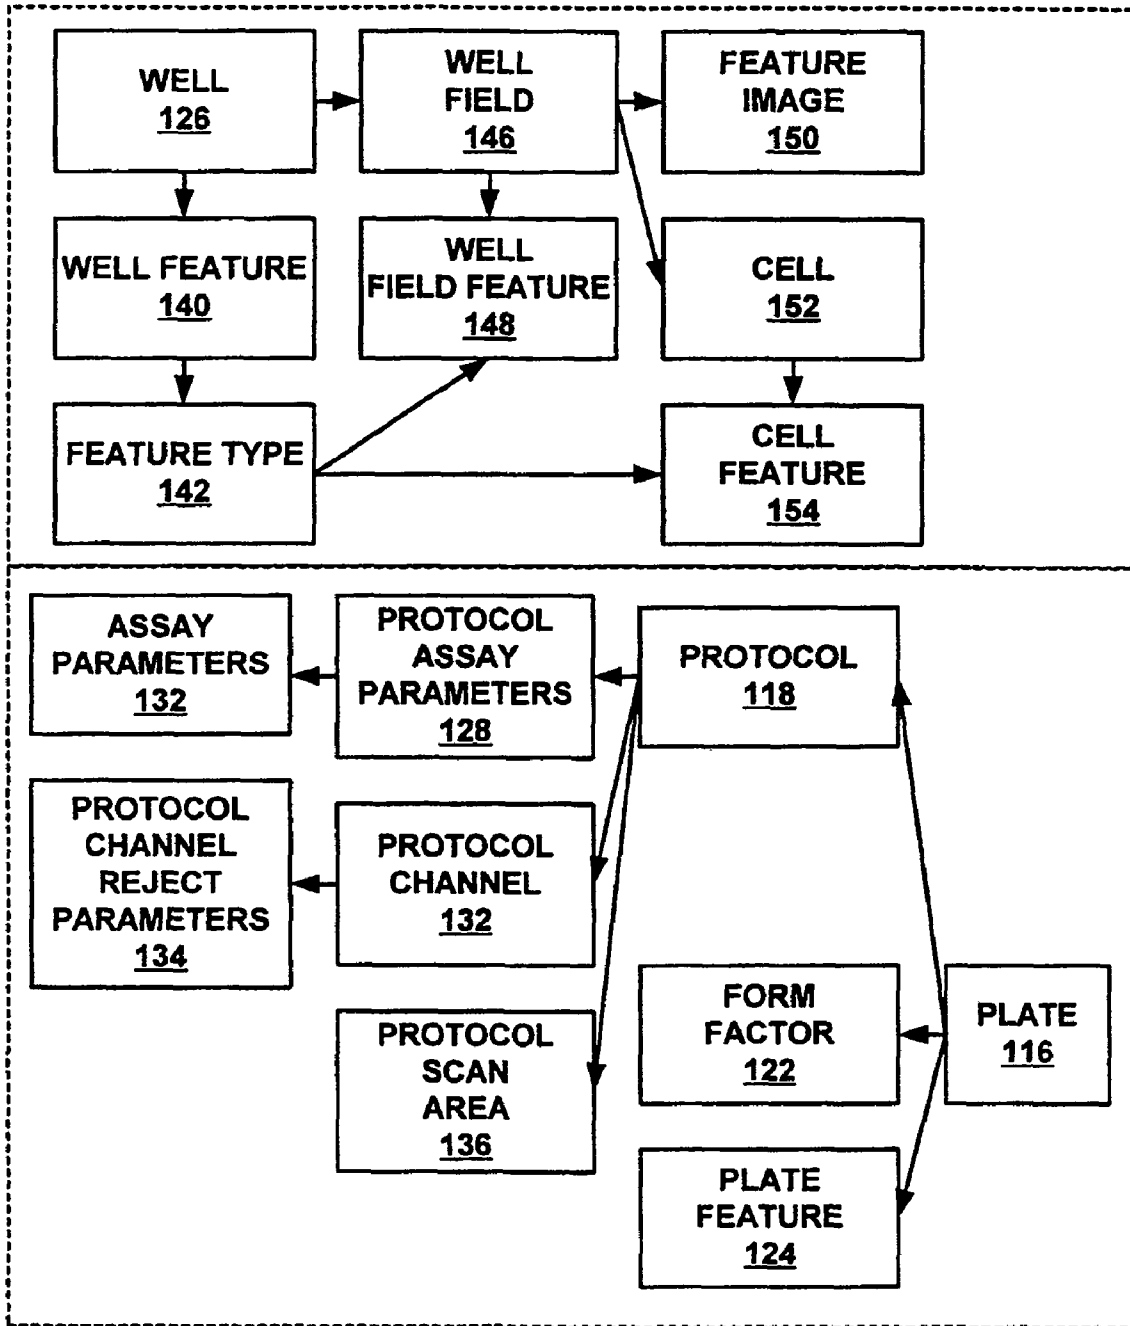 WELL
126
WELL
FIELD
146
FEATURE
IMAGE
150
WELL FEATURE
140
WELL
FIELD FEATURE
148
CELL
152
FEATURE TYPE
142
CELL
FEATURE
154
ASSAY
PARAMETERS
132
PROTOCOL
ASSAY
PARAMETERS
128
PROTOCOL
118
PROTOCOL
CHANNEL
REJECT
PARAMETERS
134
PROTOCOL
CHANNEL
132
FORM
FACTOR
122
PLATE
116
PROTOCOL
SCAN
AREA
136
PLATE
FEATURE
124